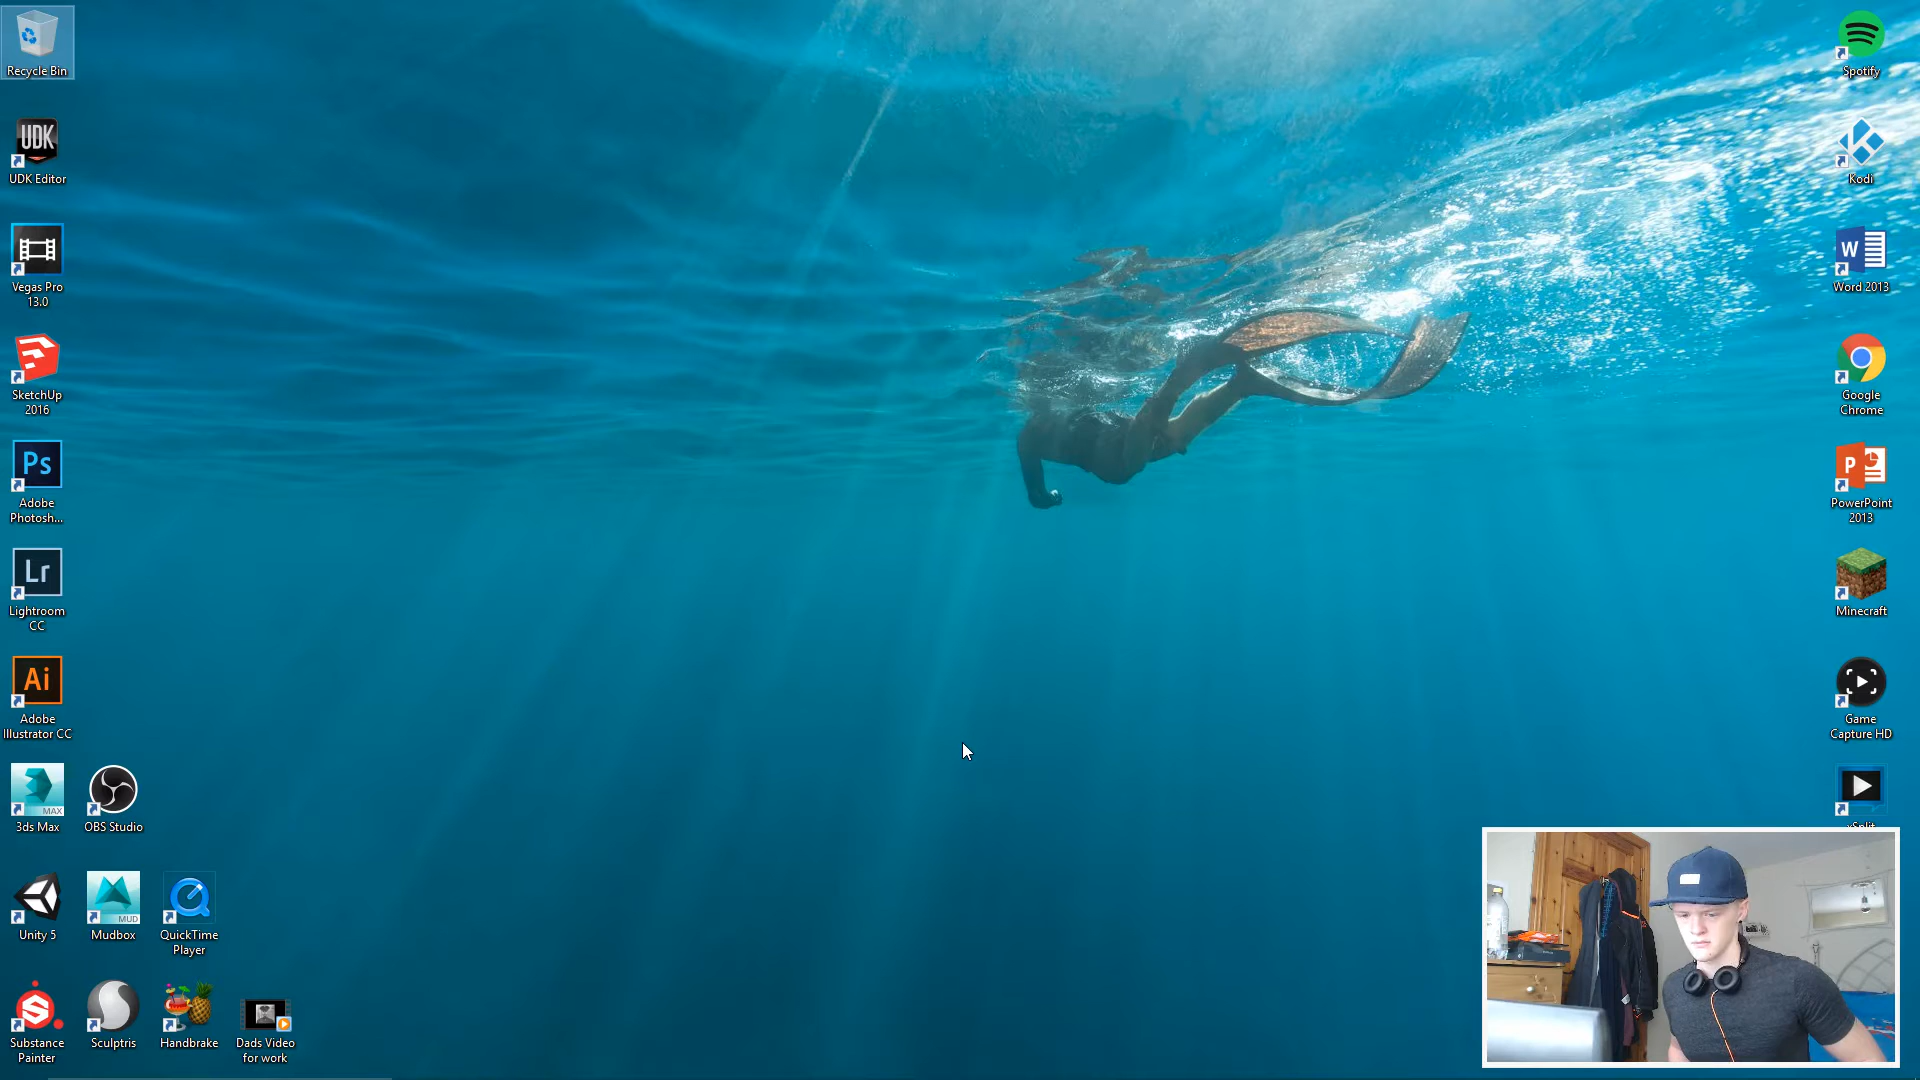 Recycle Bin
UDK
UDK Editor
Vegas Pro
13.0
SketchUp
2016
Ps
Adobe
Photosh...
Lr
Lightroom
CC
Ai
Adobe
Illustrator CC
MAX
3ds Max
OBS Studio
Unity 5
MUD
Mudbox
QuickTime
Player
Substance
Painter
Sculptris
Handbrake
Dads Video
for work
Spotify
Kodi
W
Word 2013
Google
Chrome
P
PowerPoint
2013
Minecraft
Game
Capture HD